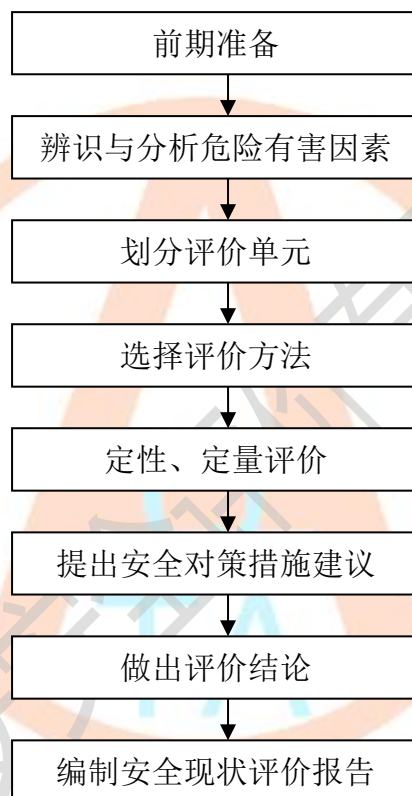 前期准备
辨识与分析危险有害因素
划分评价单元
选择评价方法
定性、定量评价
提出安全对策措施建议
做出评价结论
编制安全现状评价报告